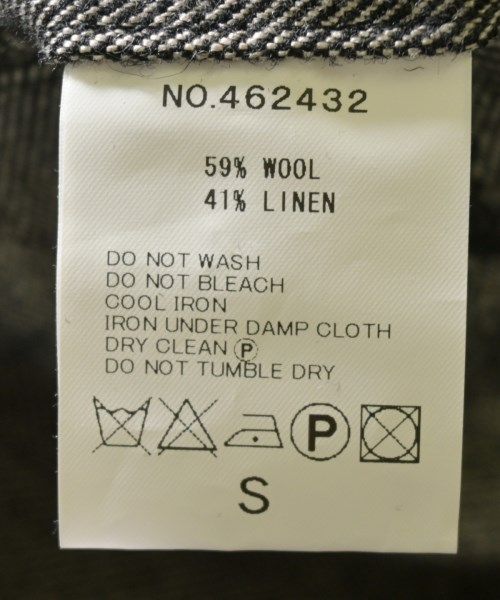 NO.462432
59% WOOL
41% LINEN
DO NOT WASH
DO NOT BLEACH
COOL IRON
IRON UNDER DAMP CLOTH
DRY CLEAN Ⓟ
DO NOT TUMBLE DRY
P
S